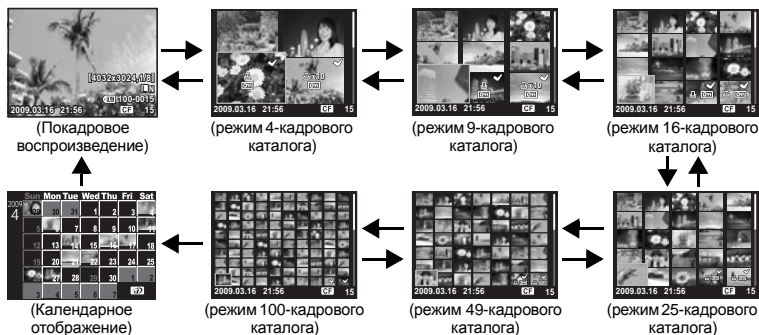 [4032x3024,1/8]
L N
100-0015
2009.03.16 21:56 CF 15
(Покадровое
воспроизведение)
x10
2009.03.16 21:56 CF 15
(режим 4-кадрового
каталога)
x10
2009.03.16 21:56 CF 15
(режим 9-кадрового
каталога)
2009.03.16 21:56 CF 15
(режим 16-кадрового
каталога)
2009
4
Sun Mon Tue Wed Thu Fri Sat
30 31 1 2 3 4
5 6 7 8 9 10 11
12 13 14 15 16 17 18
19 20 21 22 23 24 25
26 27 28 29 30 1 2
3 4 5 6 7
(Календарное
отображение)
2009.03.16 21:56 CF 15
(режим 100-кадрового
каталога)
2009.03.16 21:56 CF 15
(режим 49-кадрового
каталога)
2009.03.16 21:56 CF 15
(режим 25-кадрового
каталога)